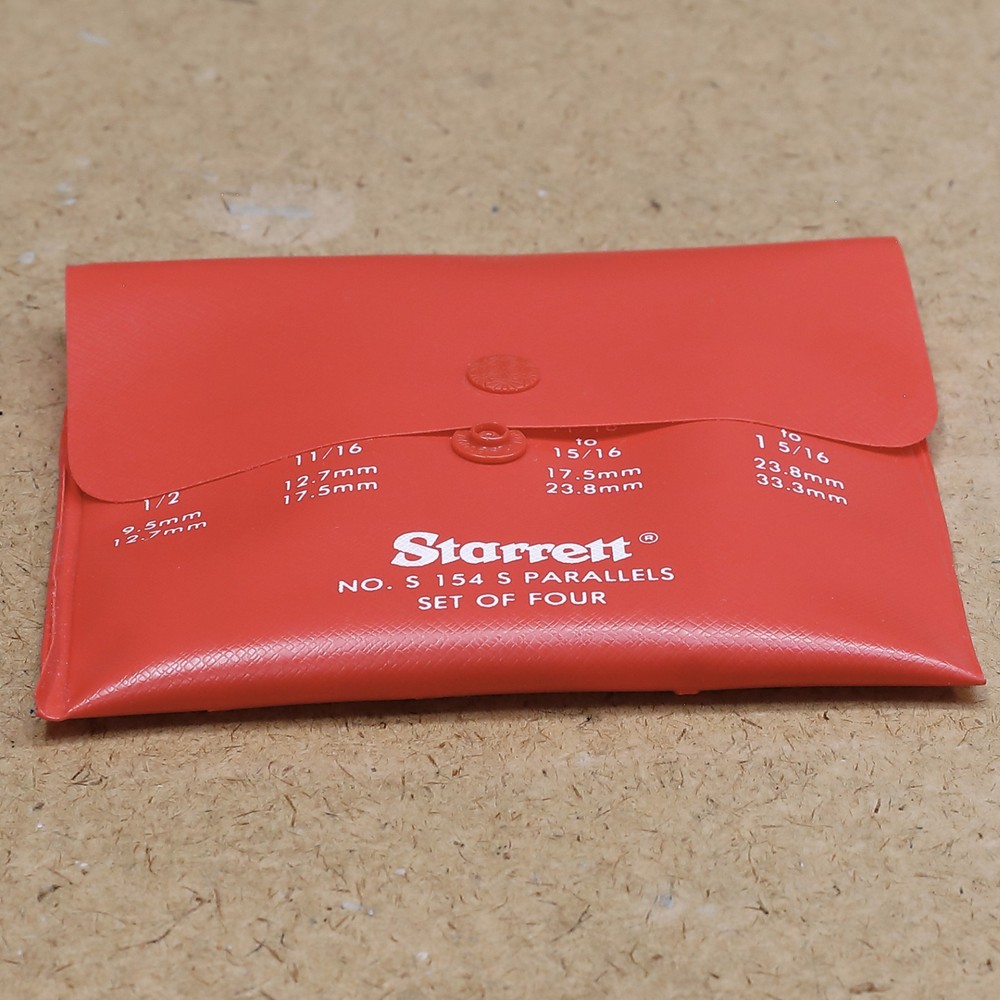 1/2
9.5mm
12.7mm
11/16
12.7mm
17.5mm
to
15/16
17.5mm
23.8mm
to
1 5/16
23.8mm
33.3mm
Starrett®
NO. S 154 S PARALLELS
SET OF FOUR